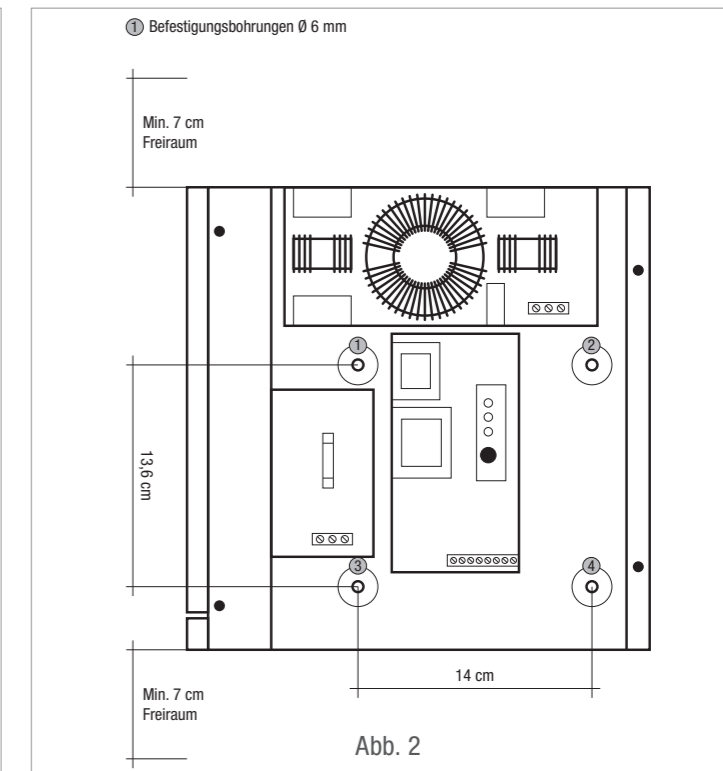 1 Befestigungsbohrungen Ø 6 mm
Min. 7 cm
Freiraum
1
2
13,6 cm
3
4
14 cm
Min. 7 cm
Freiraum
Abb. 2